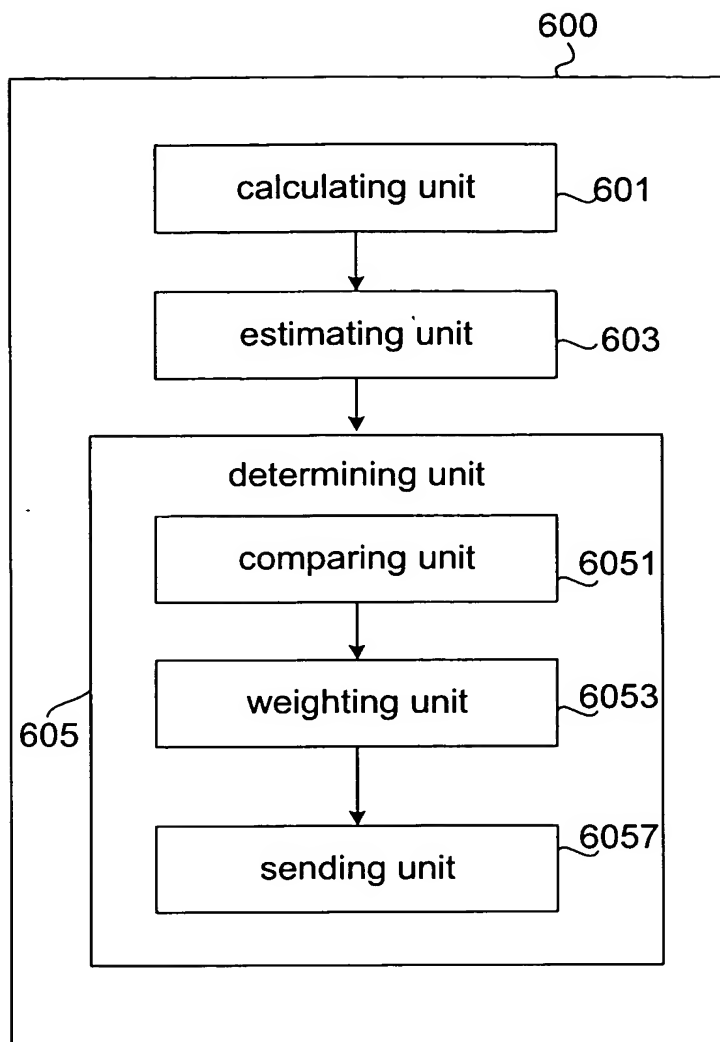 600
calculating unit
601
estimating unit
603
determining unit
comparing unit
6051
weighting unit
6053
605
sending unit
6057